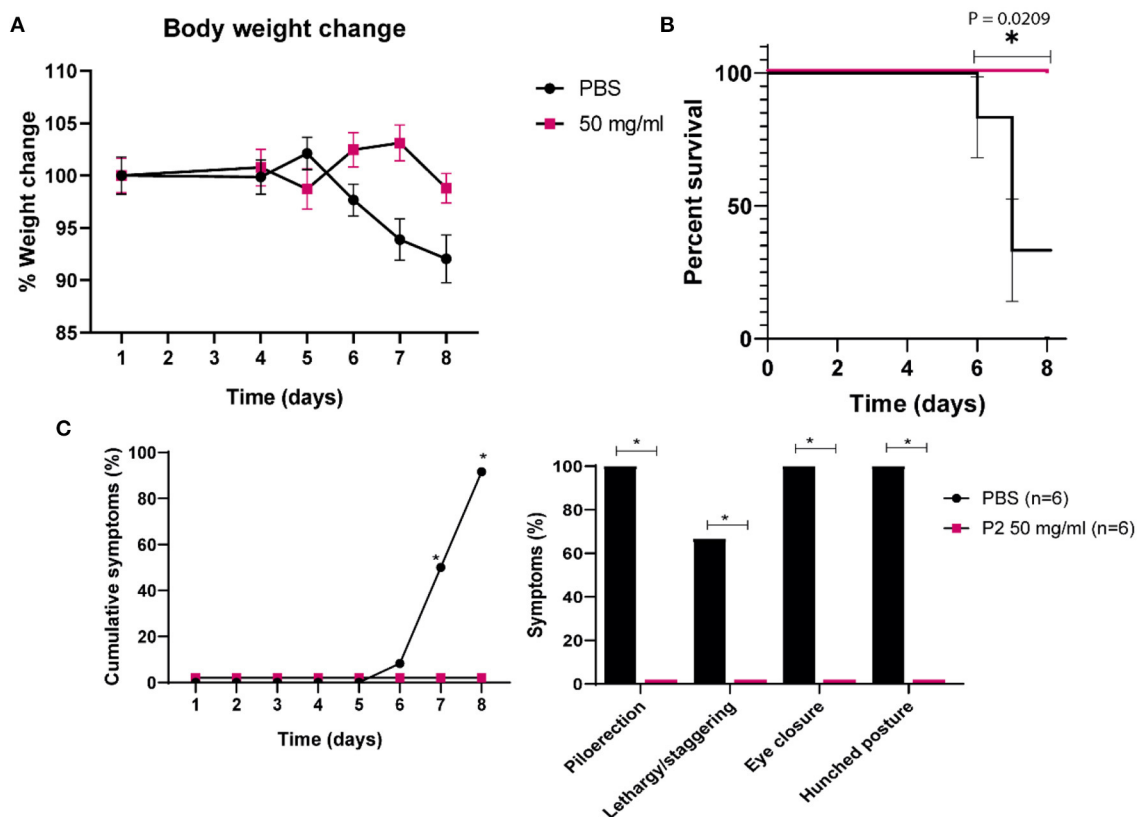 A
Body weight change
110
105
100
95
90
85
% Weight change
1 2 3 4 5 6 7 8
Time (days)
PBS
50 mg/ml
B
P = 0.0209
*
100
50
0
Percent survival
0 2 4 6 8
Time (days)
C
100
80
60
40
20
0
Cumulative symptoms (%)
* *
1 2 3 4 5 6 7 8
Time (days)
100
80
60
40
20
0
Symptoms (%)
* * * *
Piloerection
Lethargy/staggering
Eye closure
Hunched posture
PBS (n=6)
P2 50 mg/ml (n=6)